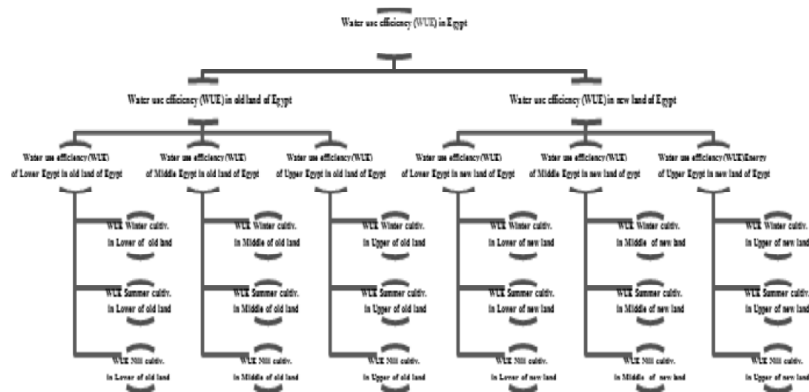 Water use efficiency (WUE) in Egypt
Water use efficiency (WUE) in old land of Egypt
Water use efficiency (WUE) in new land of Egypt
Water use efficiency (WUE)
of Lower Egypt in old land of Egypt
Water use efficiency (WUE)
of Middle Egypt in old land of Egypt
Water use efficiency (WUE)
of Upper Egypt in old land of Egypt
Water use efficiency (WUE)
of Lower Egypt in new land of Egypt
Water use efficiency (WUE)
of Middle Egypt in new land of gypt
Water use efficiency (WUE)Energy
of Upper Egypt in new land of Egypt
WUE Winter cultiv.
in Lower of old land
WUE Winter cultiv.
in Middle of old land
WUE Winter cultiv.
in Upper of old land
WUE Winter cultiv.
in Lower of new land
WUE Winter cultiv.
in Middle of new land
WUE Winter cultiv.
in Upper of new land
WUE Summer cultiv.
in Lower of old land
WUE Summer cultiv.
in Middle of old land
WUE Summer cultiv.
in Upper of old land
WUE Summer cultiv.
in Lower of new land
WUE Summer cultiv.
in Middle of new land
WUE Summer cultiv.
in Upper of new land
WUE Nili cultiv.
in Lower of old land
WUE Nili cultiv.
in Middle of old land
WUE Nili cultiv.
in Upper of old land
WUE Nili cultiv.
in Lower of new land
WUE Nili cultiv.
in Middle of new land
WUE Nili cultiv.
in Upper of new land